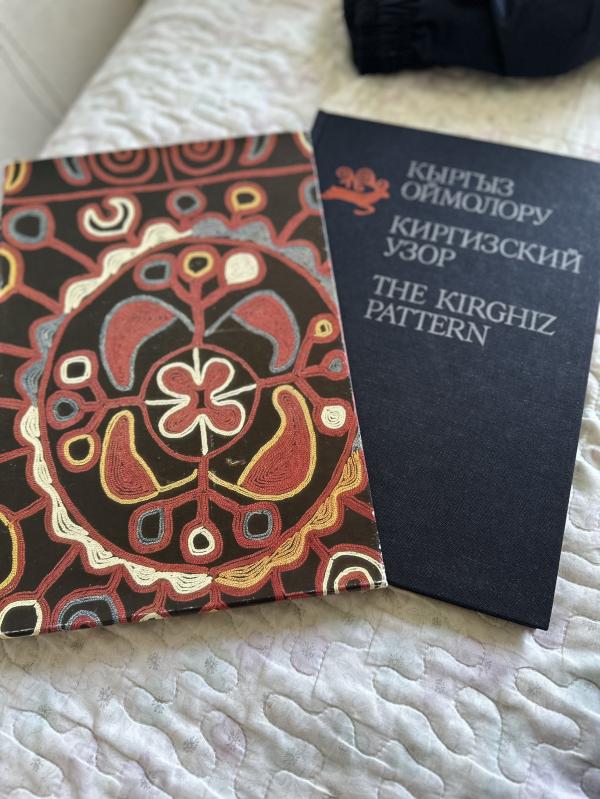 КЫРГЫЗ
ОЙМОЛОРУ
КИРГИЗСКИЙ
УЗОР
THE KIRGHIZ
PATTERN